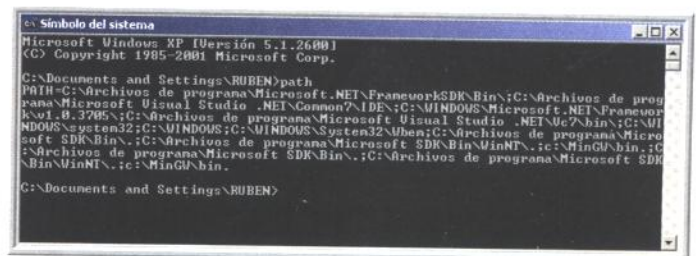 Símbolo del sistema
Microsoft Windows XP [Versión 5.1.2600]
(C) Copyright 1985-2001 Microsoft Corp.
C:\Documents and Settings\RUBEN>path
PATH=C:\Archivos de programa\Microsoft.NET\FrameworkSDK\Bin\;C:\Archivos de prog
rama\Microsoft Visual Studio .NET\Common7\IDE\;C:\WINDOWS\Microsoft.NET\Framewor
k\v1.0.3705\;C:\Archivos de programa\Microsoft Visual Studio .NET\Vc7\bin\;C:\WI
NDOWS\system32;C:\WINDOWS;C:\WINDOWS\System32\Wbem;C:\Archivos de programa\Micro
soft SDK\Bin\.;C:\Archivos de programa\Microsoft SDK\Bin\WinNT\.;c:\MinGW\bin.;C
:\Archivos de programa\Microsoft SDK\Bin\.;C:\Archivos de programa\Microsoft SDK
\Bin\WinNT\.;c:\MinGW\bin.
C:\Documents and Settings\RUBEN>